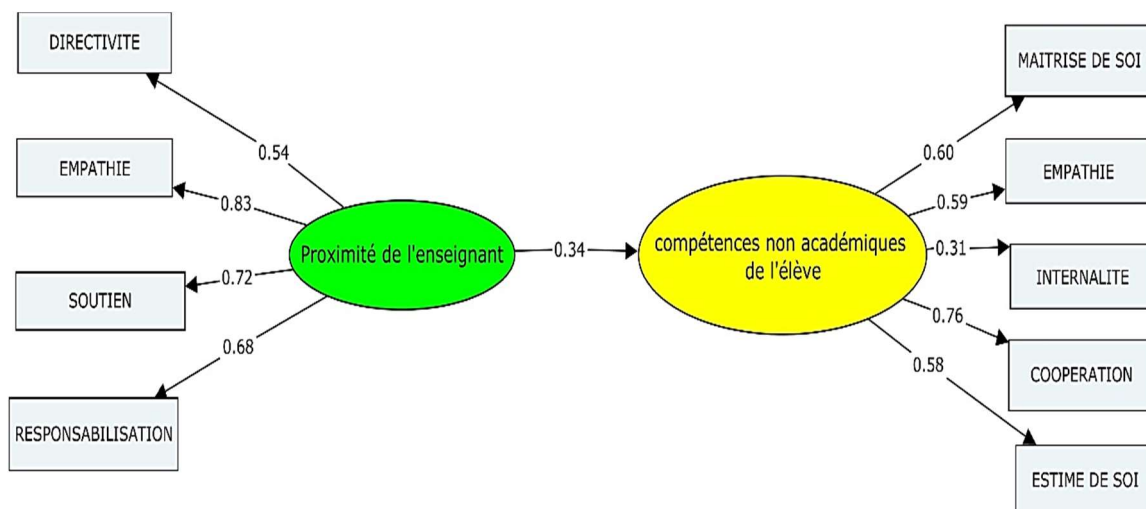 DIRECTIVITE
EMPATHIE
SOUTIEN
RESPONSABILISATION
0.54
0.83
0.72
0.68
Proximité de l'enseignant
0.34
compétences non académiques
de l'élève
0.60
0.59
0.31
0.76
0.58
MAITRISE DE SOI
EMPATHIE
INTERNALITE
COOPERATION
ESTIME DE SOI